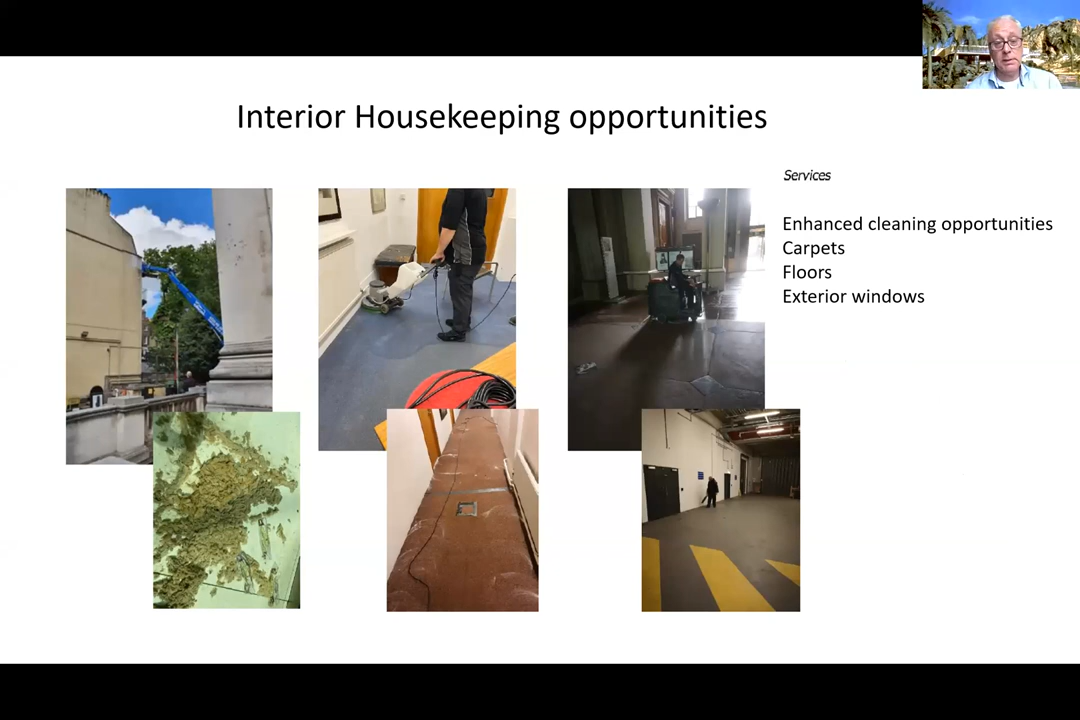 Interior Housekeeping opportunities
Services
Enhanced cleaning opportunities
Carpets
Floors
Exterior windows